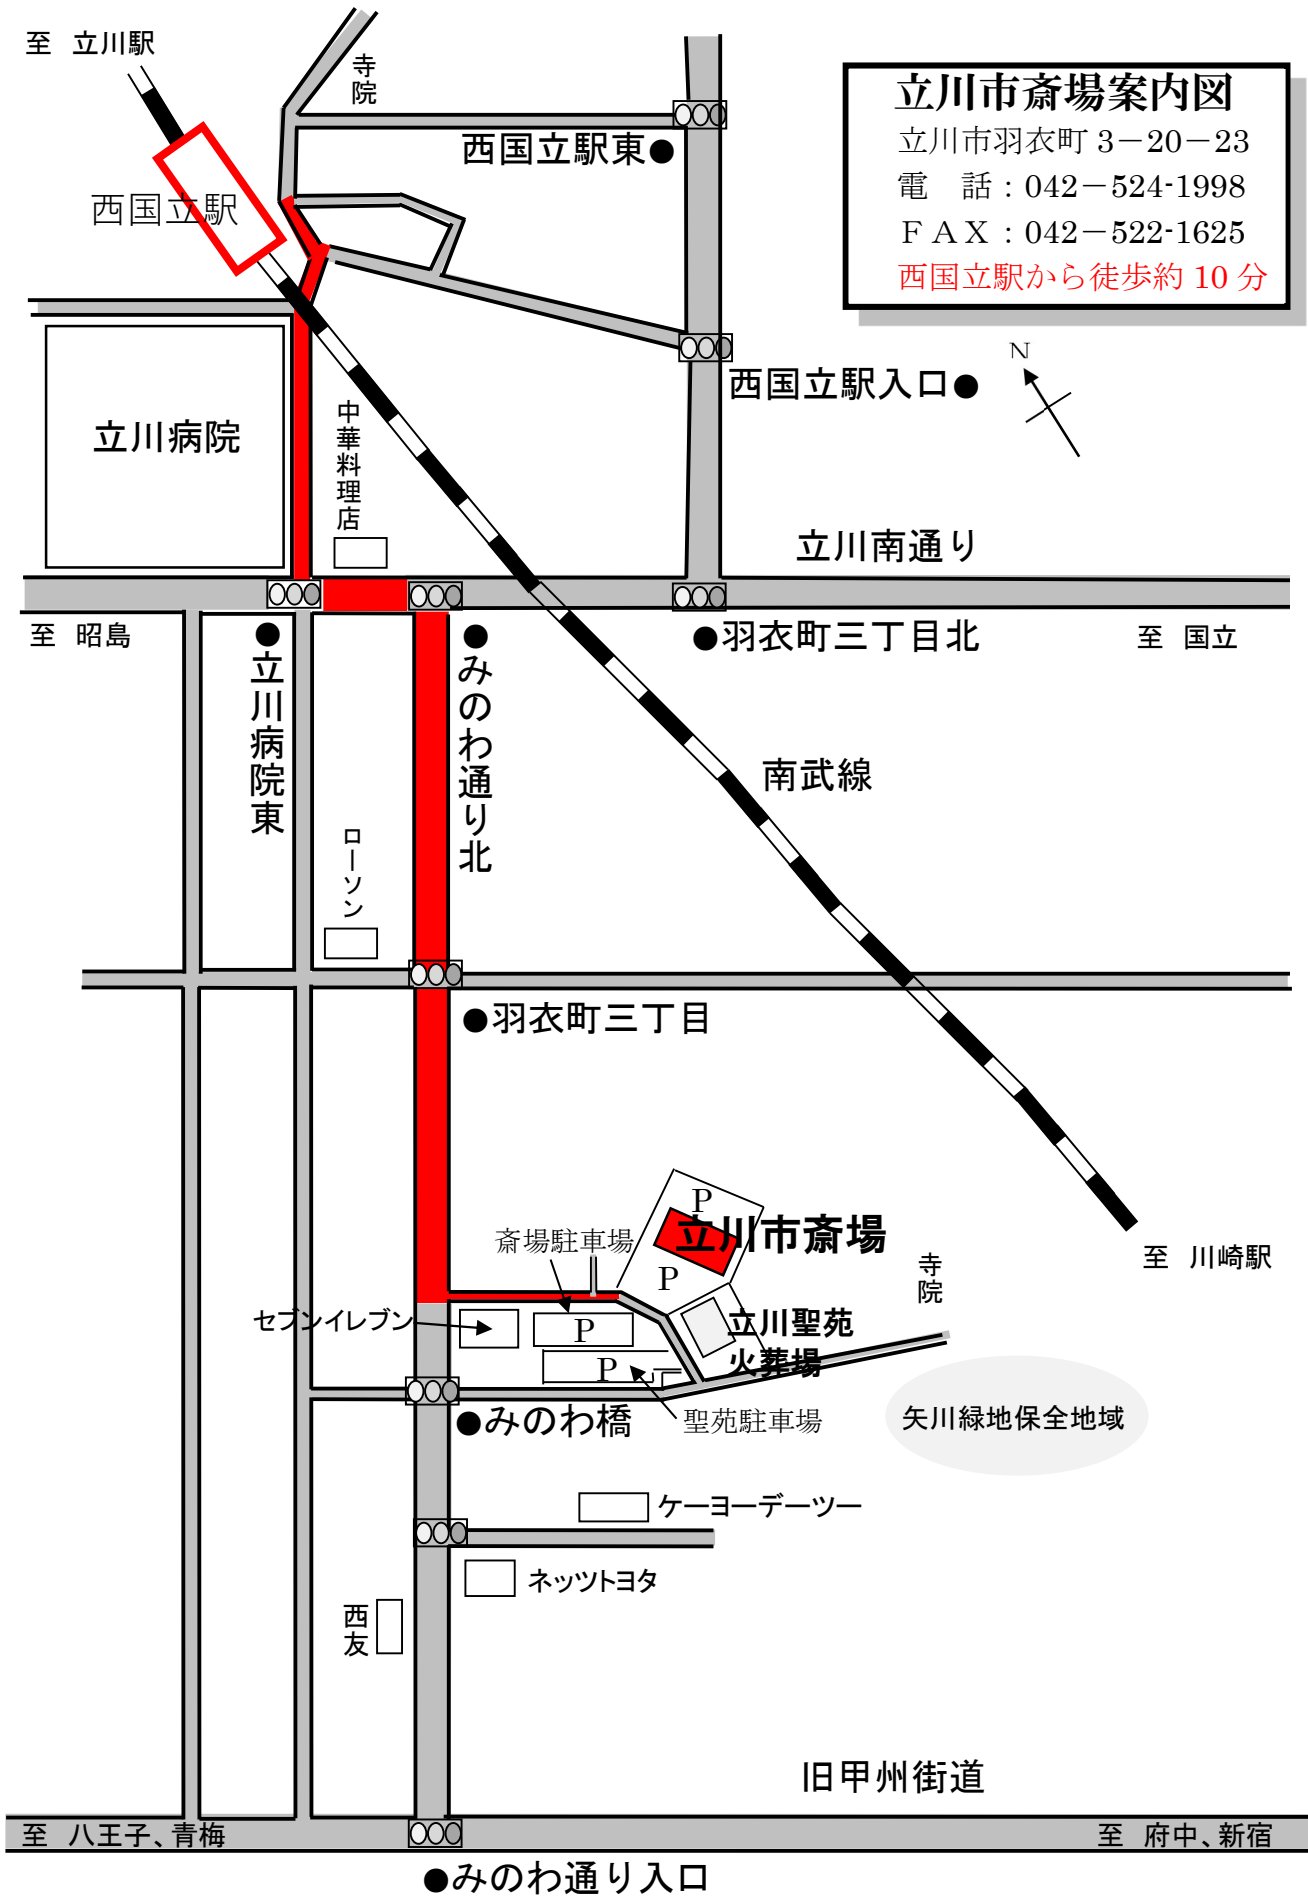 至 立川駅
寺院
立川市斎場案内図
立川市羽衣町 3－20－23
電　話：042－524-1998
ＦＡＸ：042－522-1625
西国立駅から徒歩約 10 分
西国立駅東●
西国立駅
N
西国立駅入口●
立川病院
中華料理店
立川南通り
至 昭島
●立川病院東
●みのわ通り北
●羽衣町三丁目北
至 国立
南武線
ローソン
●羽衣町三丁目
P
立川市斎場
斎場駐車場
P
至 川崎駅
寺院
セブンイレブン
P
立川聖苑
火葬場
P
●みのわ橋
聖苑駐車場
矢川緑地保全地域
ケーヨーデーツー
ネッツトヨタ
西友
旧甲州街道
至 八王子、青梅
至 府中、新宿
●みのわ通り入口